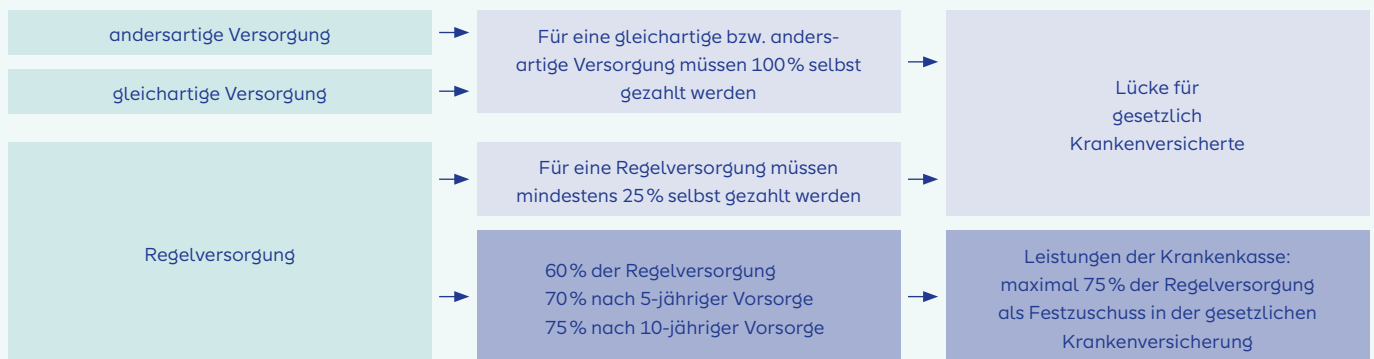 andersartige Versorgung
gleichartige Versorgung
Für eine gleichartige bzw. anders-
artige Versorgung müssen 100 % selbst
gezahlt werden
Lücke für
gesetzlich
Krankenversicherte
Regelversorgung
Für eine Regelversorgung müssen
mindestens 25 % selbst gezahlt werden
60 % der Regelversorgung
70 % nach 5-jähriger Vorsorge
75 % nach 10-jähriger Vorsorge
Leistungen der Krankenkasse:
maximal 75 % der Regelversorgung
als Festzuschuss in der gesetzlichen
Krankenversicherung